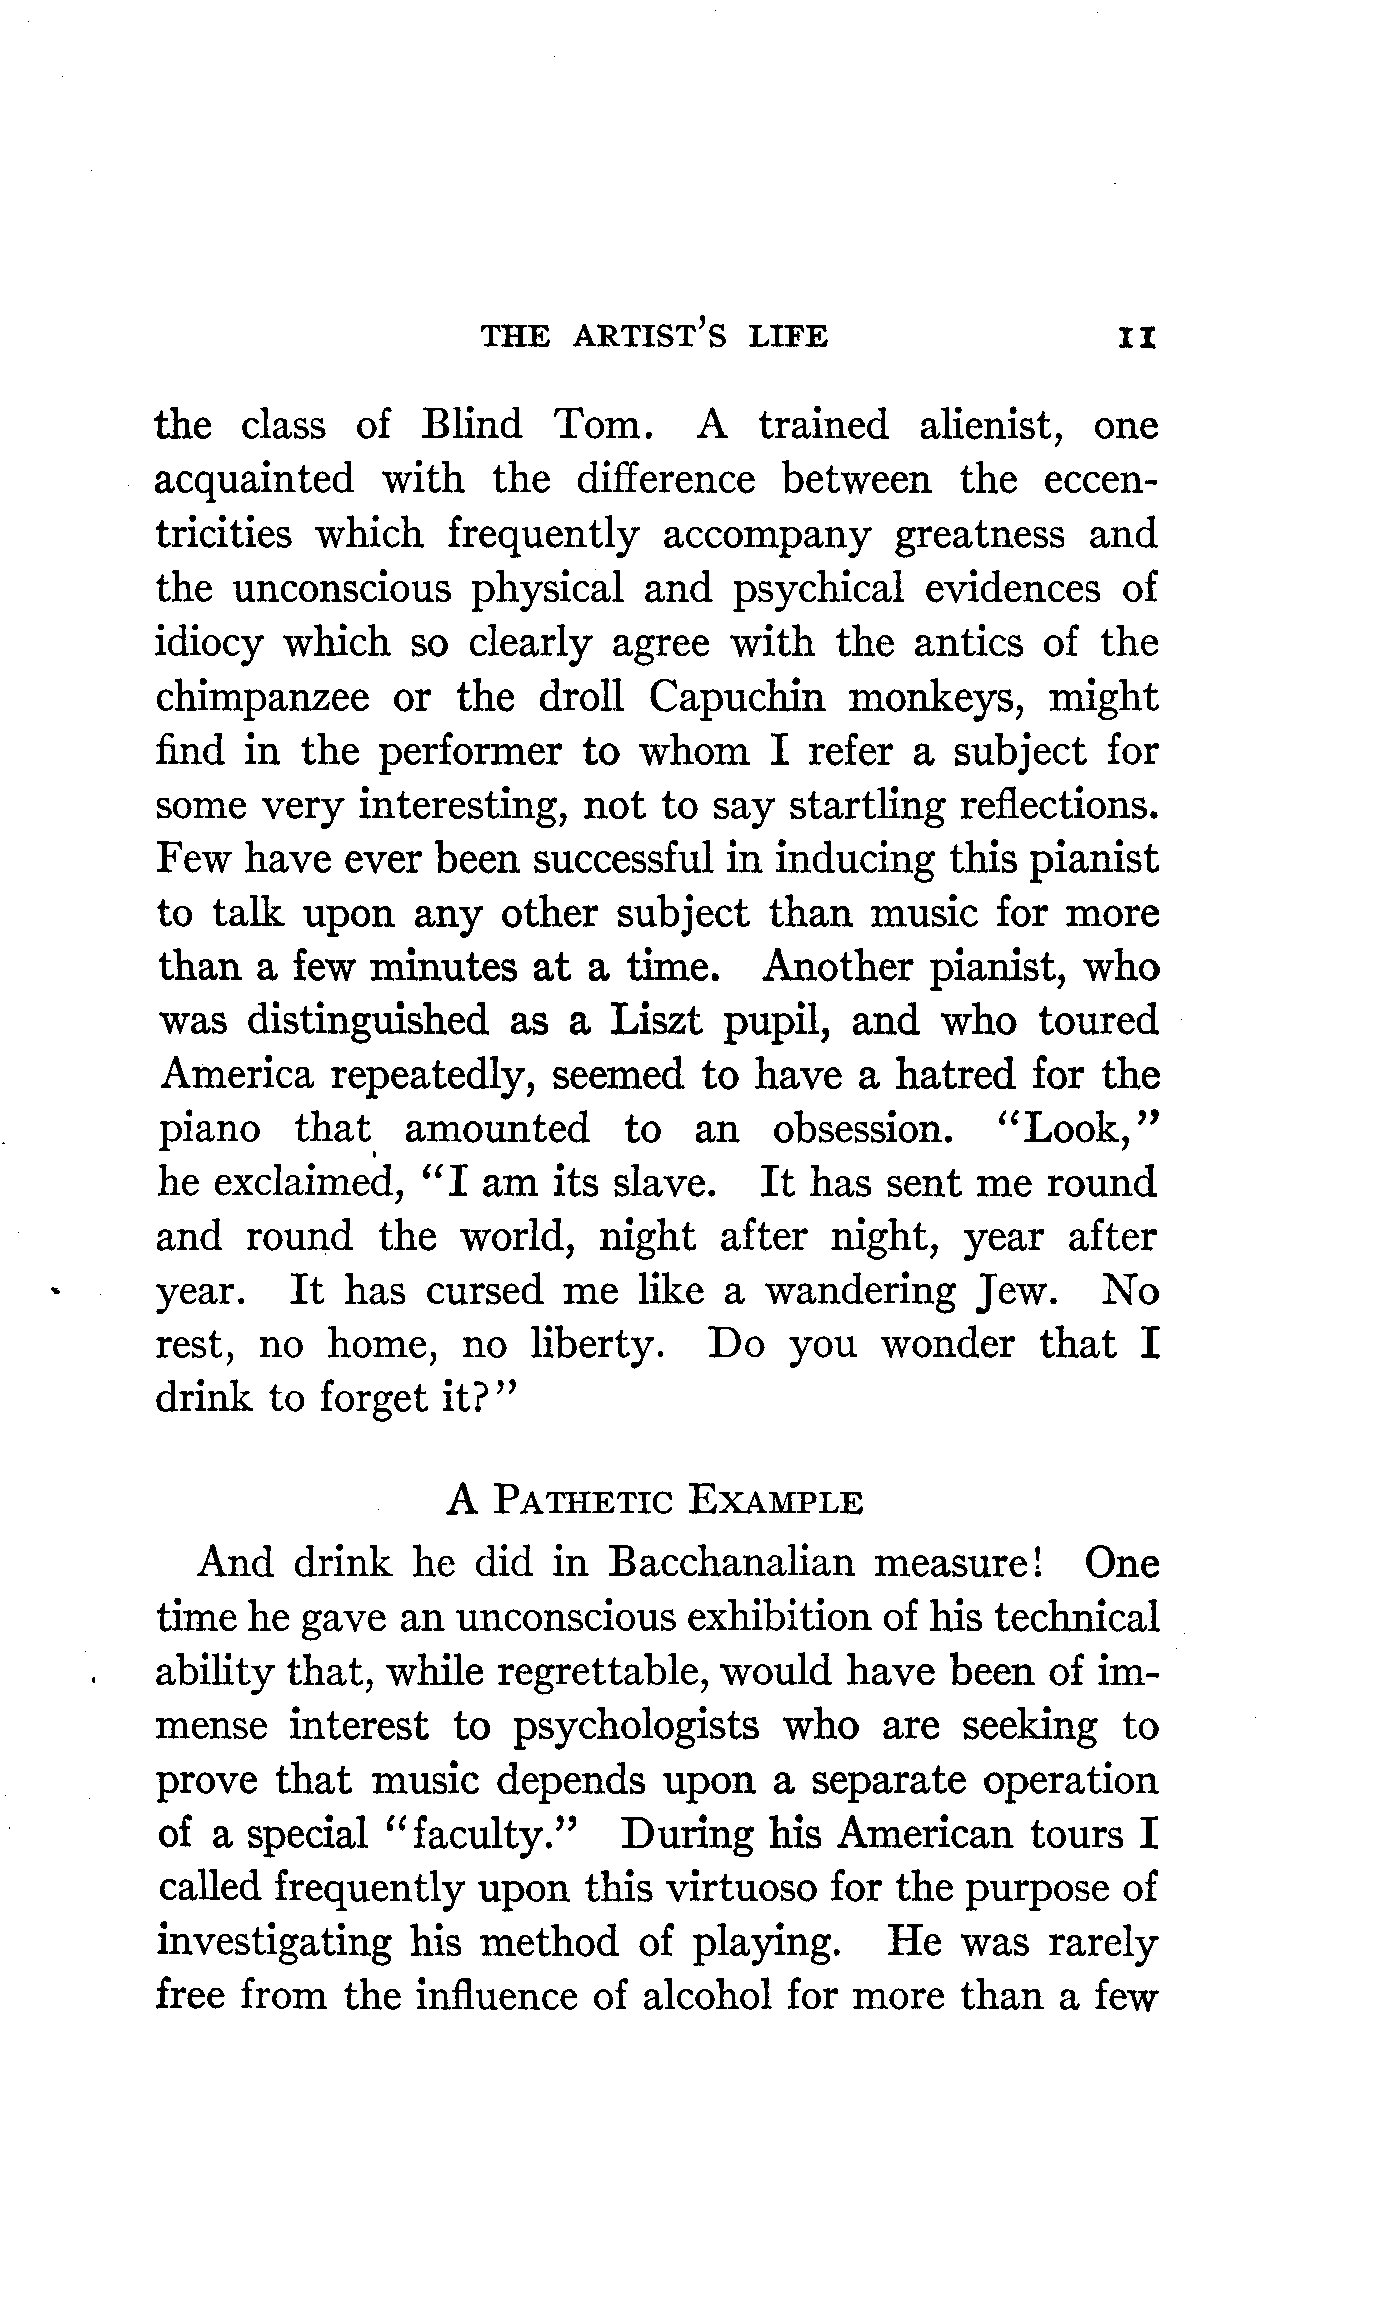 THE ARTIST'S LIFE 11
the class of Blind Tom. A trained alienist, one
acquainted with the difference between the eccen-
tricities which frequently accompany greatness and
the unconscious physical and psychical evidences of
idiocy which so clearly agree with the antics of the
chimpanzee or the droll Capuchin monkeys, might
find in the performer to whom I refer a subject for
some very interesting, not to say startling reflections.
Few have ever been successful in inducing this pianist
to talk upon any other subject than music for more
than a few minutes at a time. Another pianist, who
was distinguished as a Liszt pupil, and who toured
America repeatedly, seemed to have a hatred for the
piano that amounted to an obsession. "Look,"
he exclaimed, "I am its slave. It has sent me round
and round the world, night after night, year after
year. It has cursed me like a wandering Jew. No
rest, no home, no liberty. Do you wonder that I
drink to forget it?"
A PATHETIC EXAMPLE
And drink he did in Bacchanalian measure! One
time he gave an unconscious exhibition of his technical
ability that, while regrettable, would have been of im-
mense interest to psychologists who are seeking to
prove that music depends upon a separate operation
of a special "faculty." During his American tours I
called frequently upon this virtuoso for the purpose of
investigating his method of playing. He was rarely
free from the influence of alcohol for more than a few